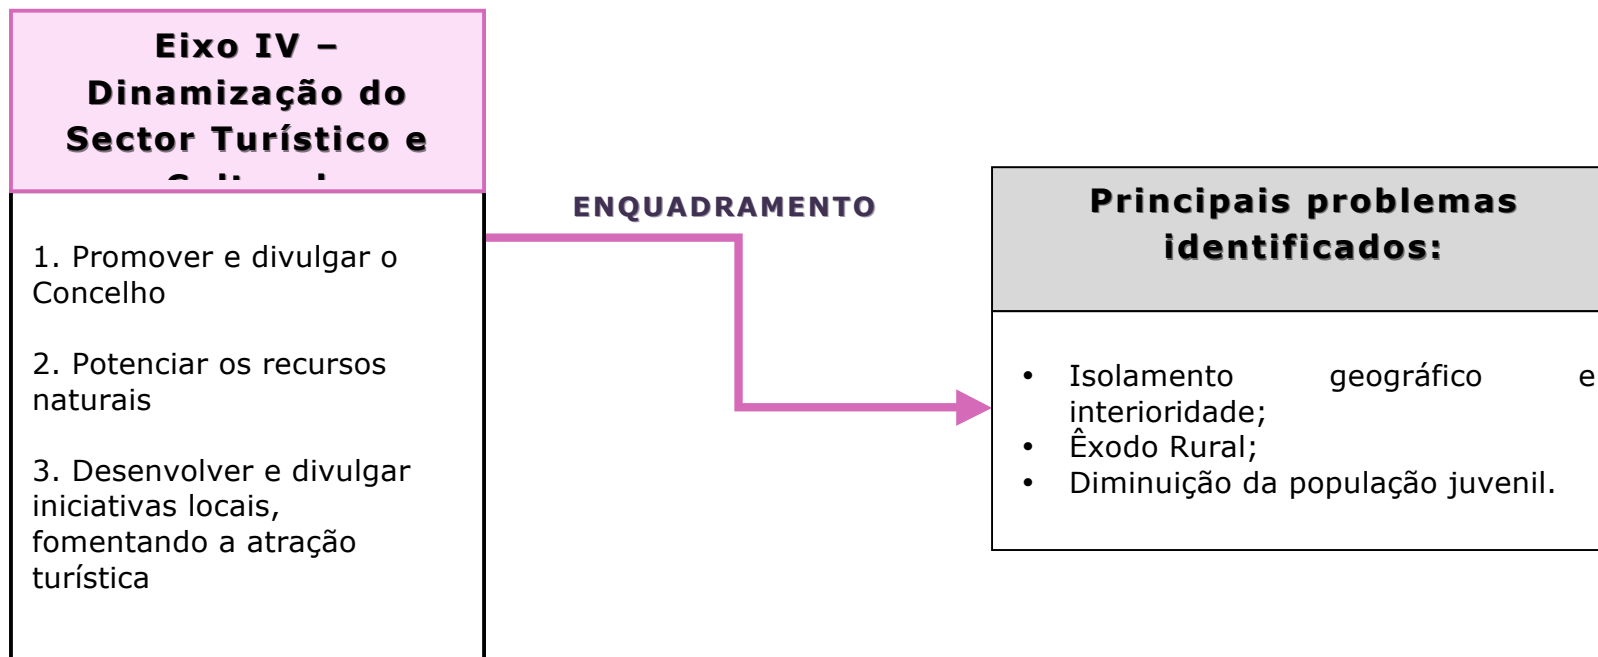 Eixo IV –
Dinamização do
Sector Turístico e
ENQUADRAMENTO
Principais problemas
identificados:
1. Promover e divulgar o
Concelho
2. Potenciar os recursos
naturais
3. Desenvolver e divulgar
iniciativas locais,
fomentando a atração
turística
• Isolamento geográfico e
interioridade;
• Êxodo Rural;
• Diminuição da população juvenil.